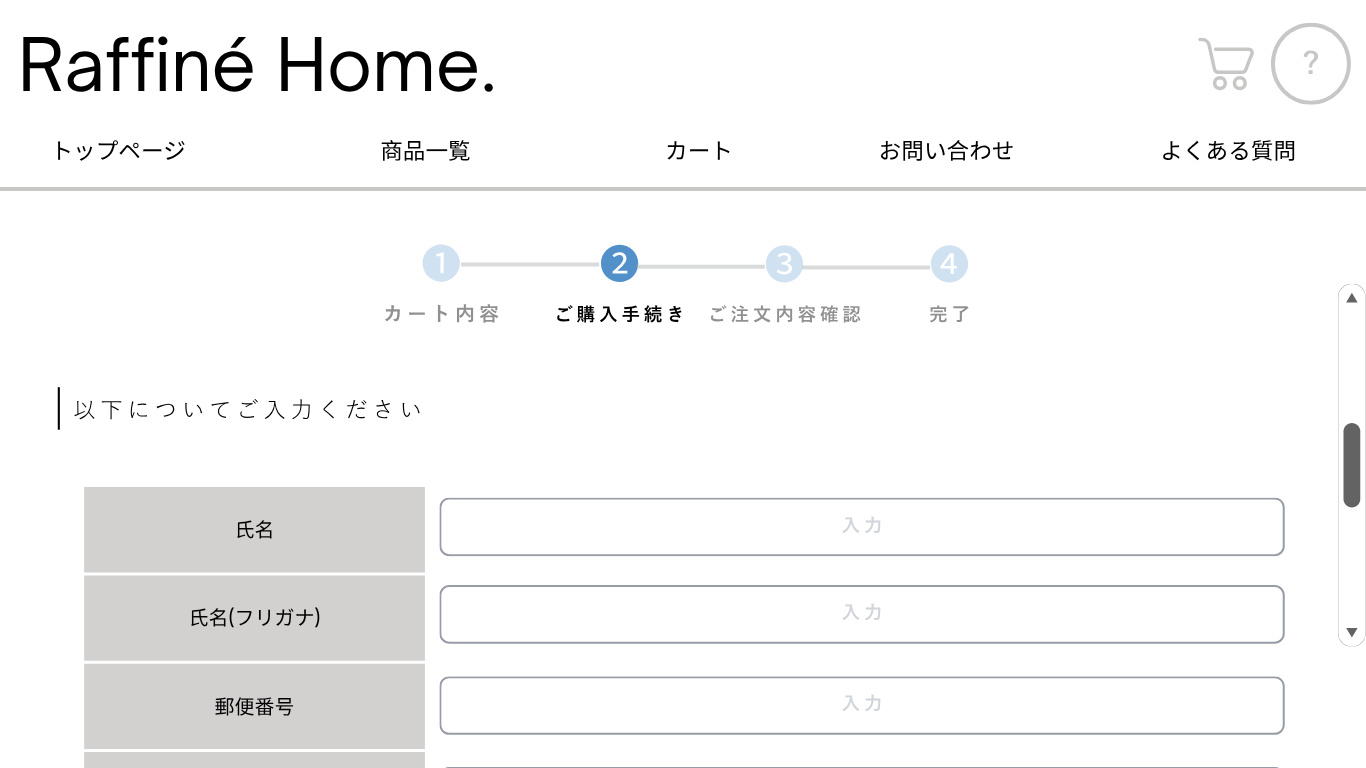 Raffiné Home.
?
トップページ 商品一覧 カート お問い合わせ よくある質問
1 2 3 4
カート内容 ご購入手続き ご注文内容確認 完了
以下についてご入力ください
氏名 入力
氏名(フリガナ) 入力
郵便番号 入力